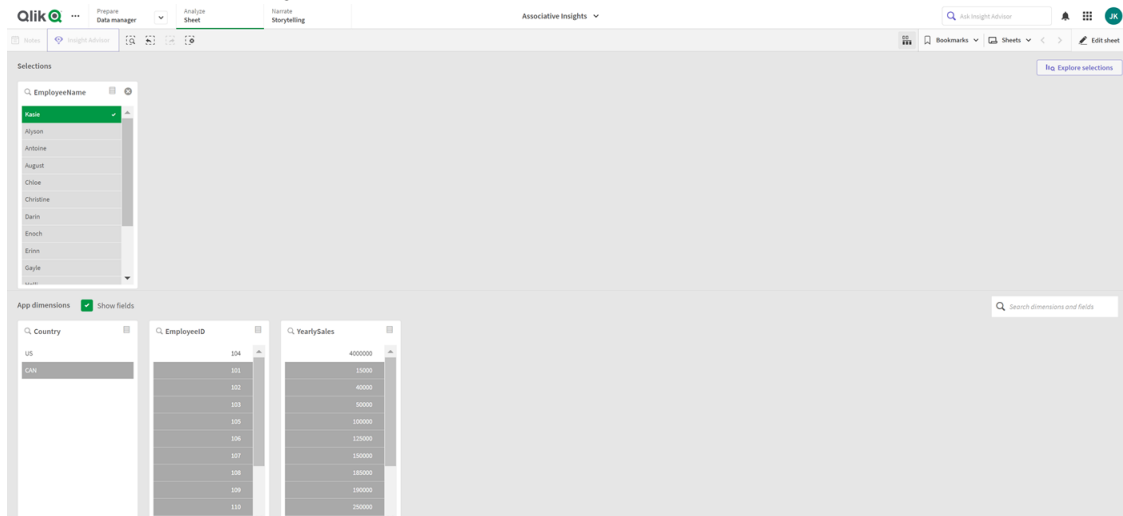 Qlik
Prepare
Data manager
Analyze
Sheet
Narrate
Storytelling
Associative Insights
Ask Insight Advisor
JK
Notes
Insight Advisor
Bookmarks
Sheets
Edit sheet
Selections
Explore selections
EmployeeName
Kasie
Alyson
Antoine
August
Chloe
Christine
Darin
Enoch
Erinn
Gayle
App dimensions
Show fields
Search dimensions and fields
Country
US
CAN
EmployeeID
104
101
102
103
105
106
107
108
109
110
YearlySales
4000000
15000
40000
50000
100000
125000
150000
185000
190000
250000